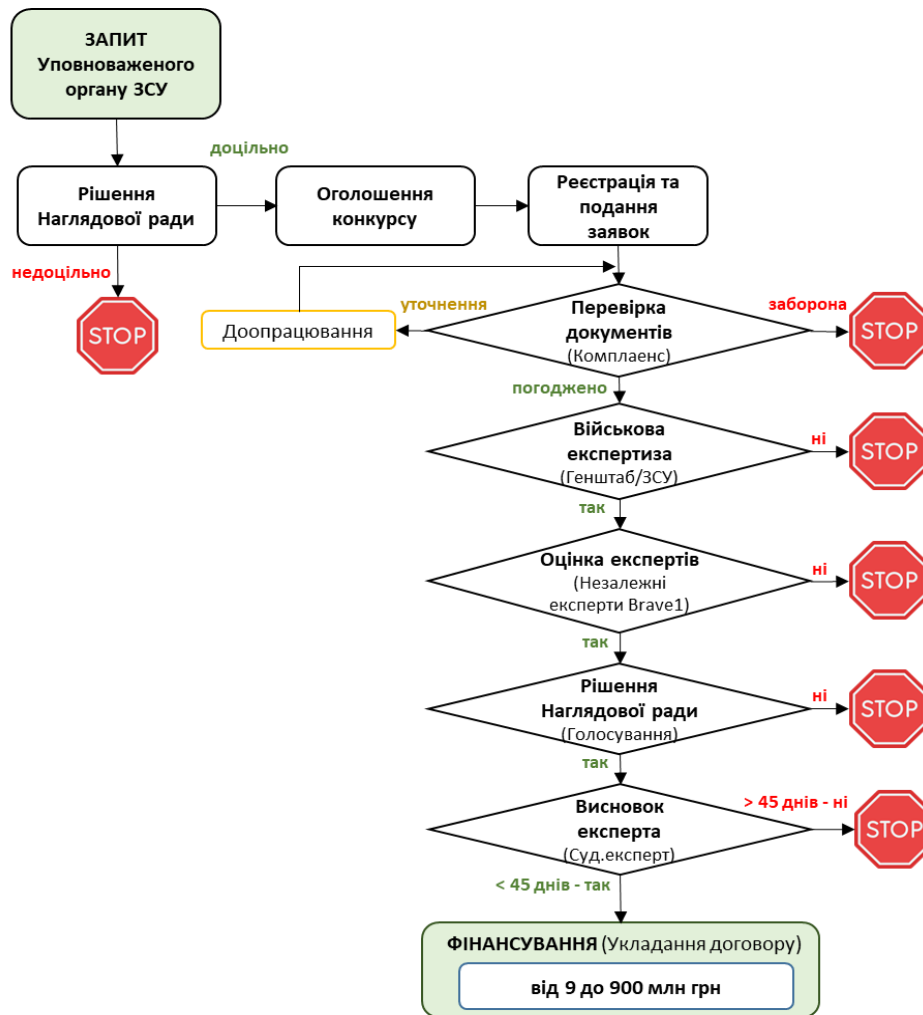 ЗАПИТ
Уповноваженого
органу ЗСУ
доцільно
Рішення
Наглядової ради
Оголошення
конкурсу
Реєстрація та
подання
заявок
недоцільно
STOP
Доопрацювання
уточнення
Перевірка
документів
(Комплаенс)
заборона
STOP
погоджено
Військова
експертиза
(Генштаб/ЗСУ)
ні
STOP
так
Оцінка експертів
(Незалежні
експерти Brave1)
ні
STOP
так
Рішення
Наглядової ради
(Голосування)
ні
STOP
так
Висновок
експерта
(Суд.експерт)
> 45 днів - ні
STOP
< 45 днів - так
ФІНАНСУВАННЯ (Укладання договору)
від 9 до 900 млн грн